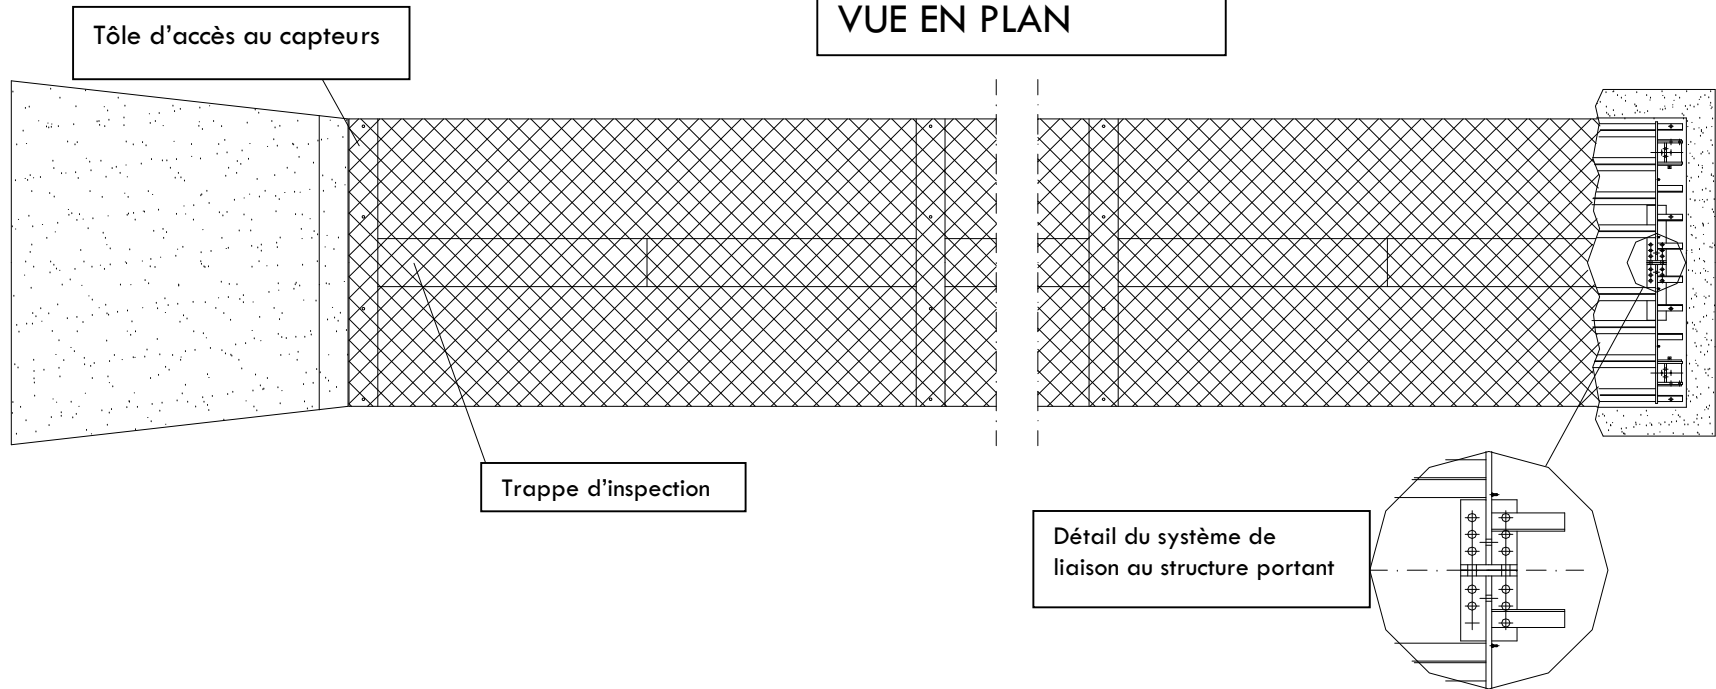 VUE EN PLAN
Tôle d'accès au capteurs
Trappe d'inspection
Détail du système de
liaison au structure portant